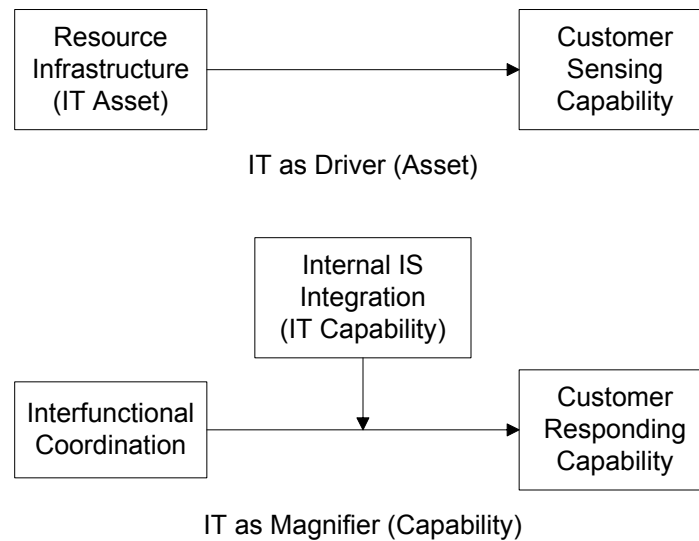 Resource
Infrastructure
(IT Asset)
Customer
Sensing
Capability
IT as Driver (Asset)
Internal IS
Integration
(IT Capability)
Interfunctional
Coordination
Customer
Responding
Capability
IT as Magnifier (Capability)